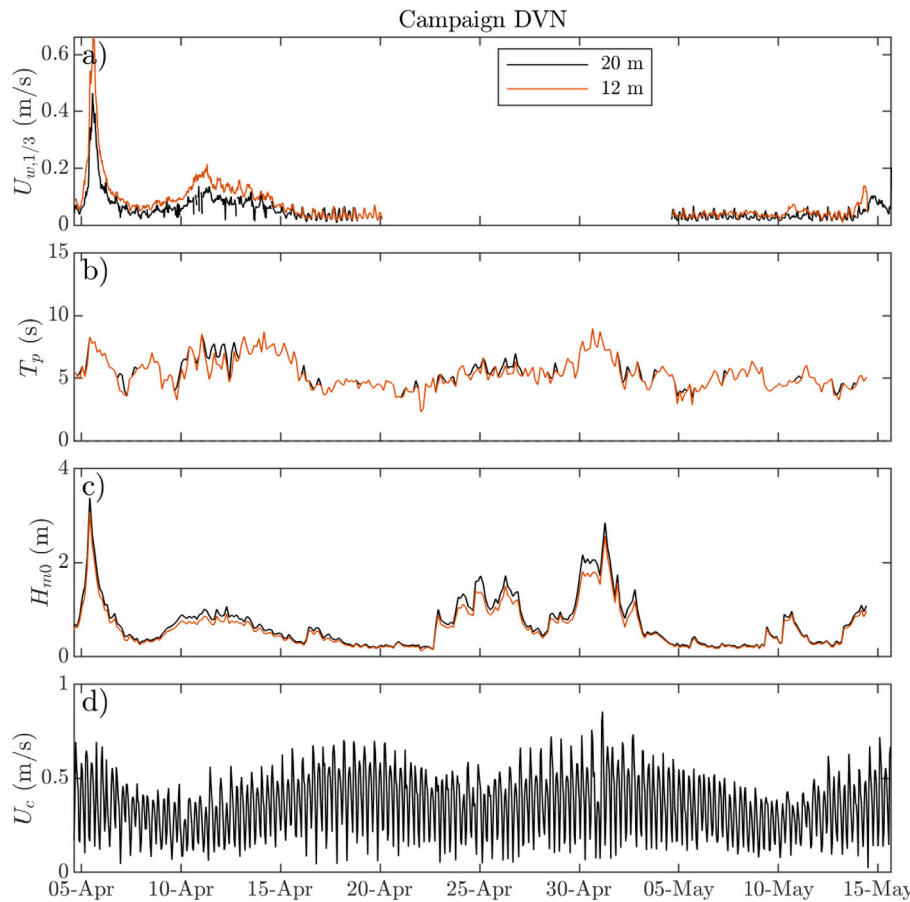 Campaign DVN
a)
20 m
12 m
U_{w,1/3} (m/s)
0.6
0.4
0.2
0
b)
T_p (s)
15
10
5
0
c)
H_{m0} (m)
4
2
0
d)
U_c (m/s)
1
0.5
0
05-Apr 10-Apr 15-Apr 20-Apr 25-Apr 30-Apr 05-May 10-May 15-May